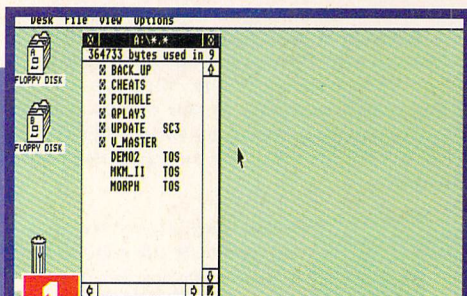 Desk File View Options
A:\*.*
364733 bytes used in 9
BACK_UP
CHEATS
POTHOLE
QPLAY3
UPDATE SC3
V_MASTER
DEMO2 TOS
MKM_II TOS
MORPH TOS
A
FLOPPY DISK
B
FLOPPY DISK
1